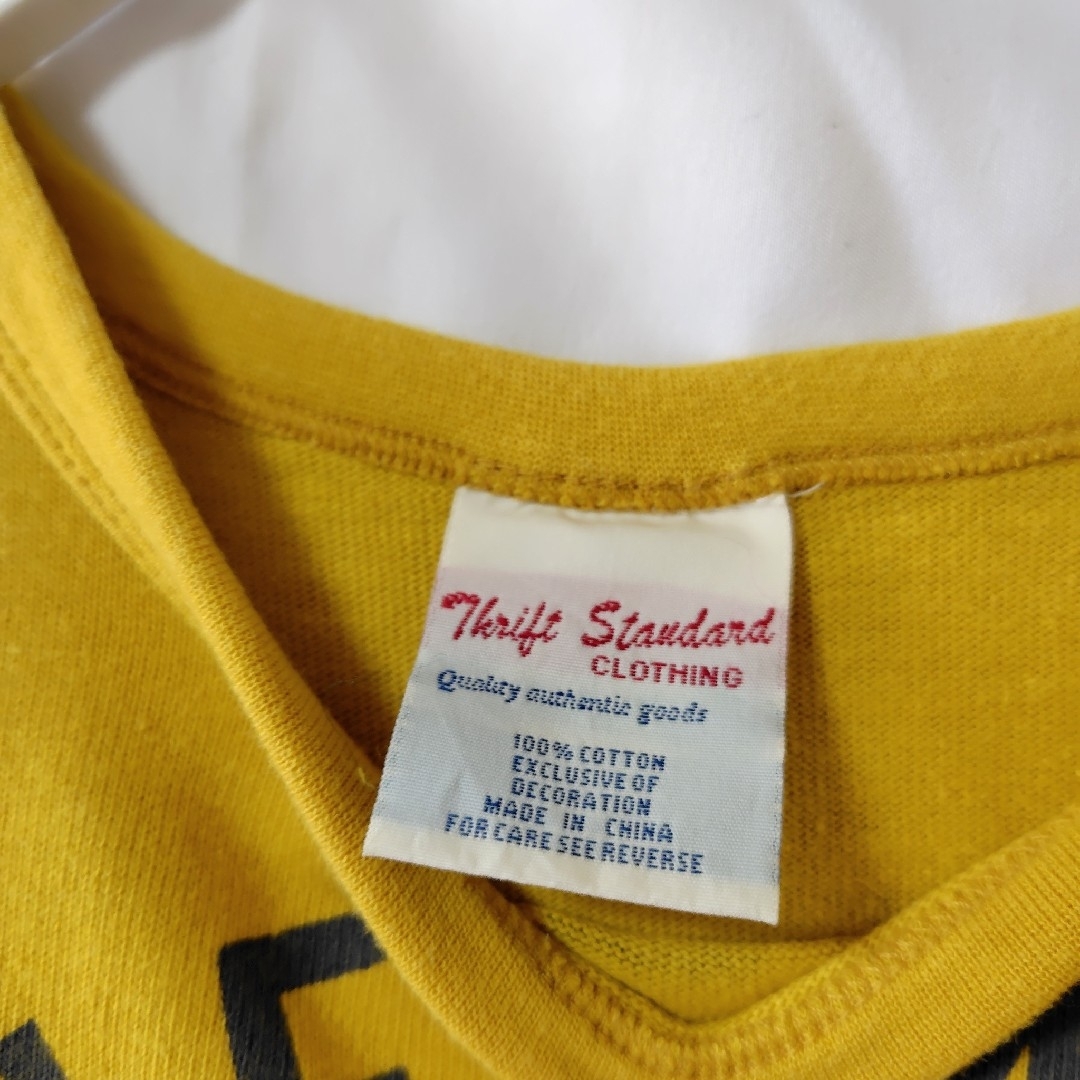 Thrift Standard
CLOTHING
Quality authentic goods
100% COTTON
EXCLUSIVE OF
DECORATION
MADE IN CHINA
FOR CARE SEE REVERSE